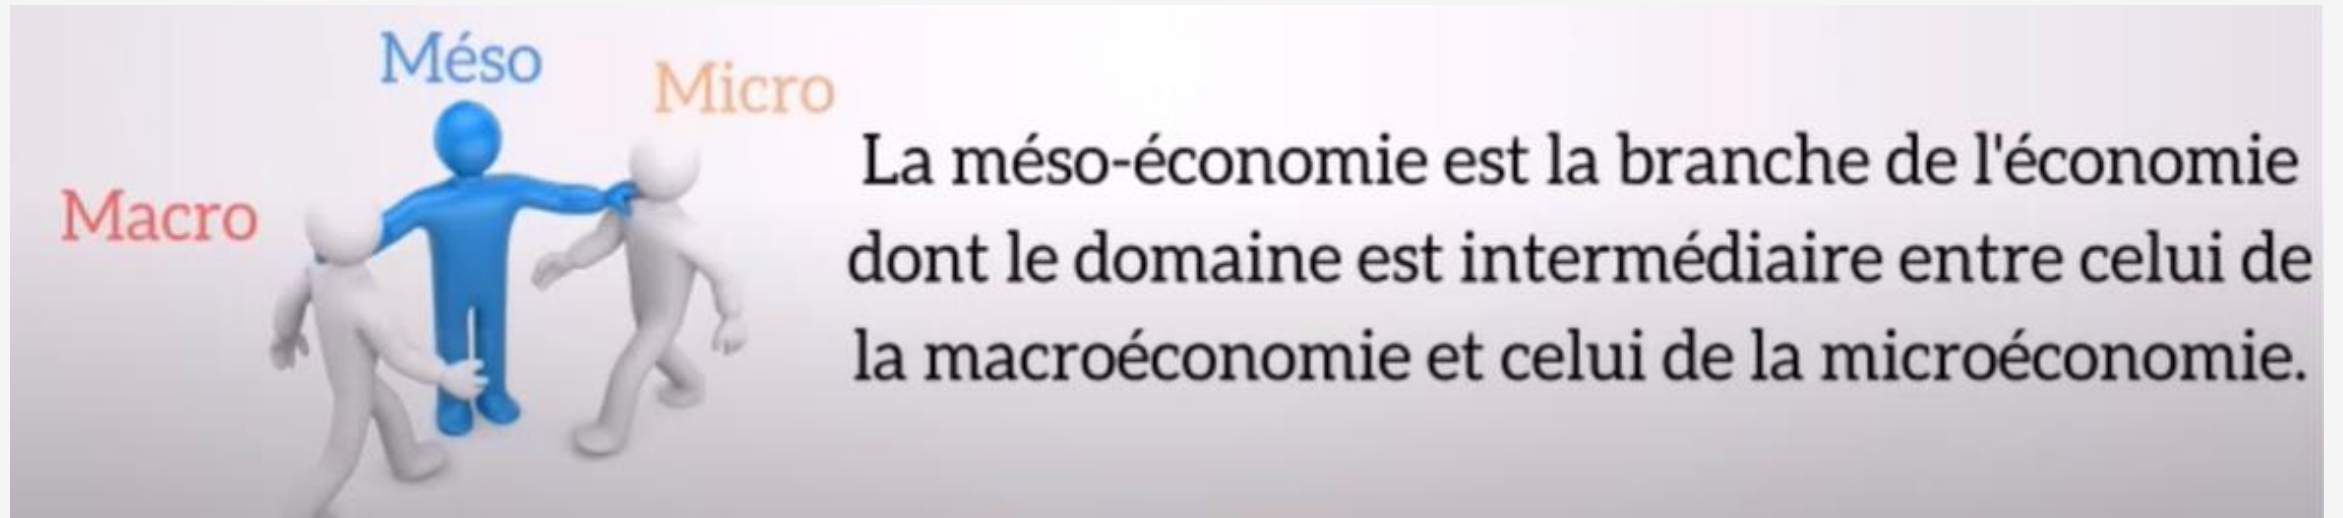 Méso
Micro
Macro
La méso-économie est la branche de l'économie
dont le domaine est intermédiaire entre celui de
la macroéconomie et celui de la microéconomie.